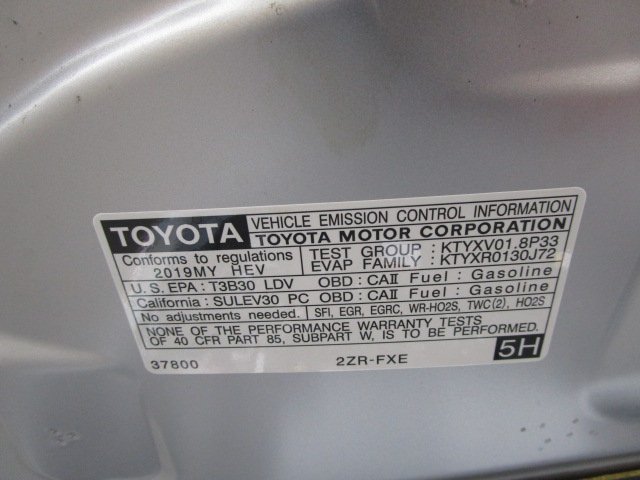 TOYOTA VEHICLE EMISSION CONTROL INFORMATION
TOYOTA MOTOR CORPORATION
Conforms to regulations TEST GROUP : KTYXV01.8P33
2019MY HEV EVAP FAMILY : KTYXR0130J72
U.S. EPA : T3B30 LDV OBD : CAII Fuel : Gasoline
California : SULEV30 PC OBD : CAII Fuel : Gasoline
No adjustments needed. SFI, EGR, EGRC, WR-HO2S, TWC(2), HO2S
NONE OF THE PERFORMANCE WARRANTY TESTS
OF 40 CFR PART 85, SUBPART W, IS TO BE PERFORMED.
37800 2ZR-FXE 5H